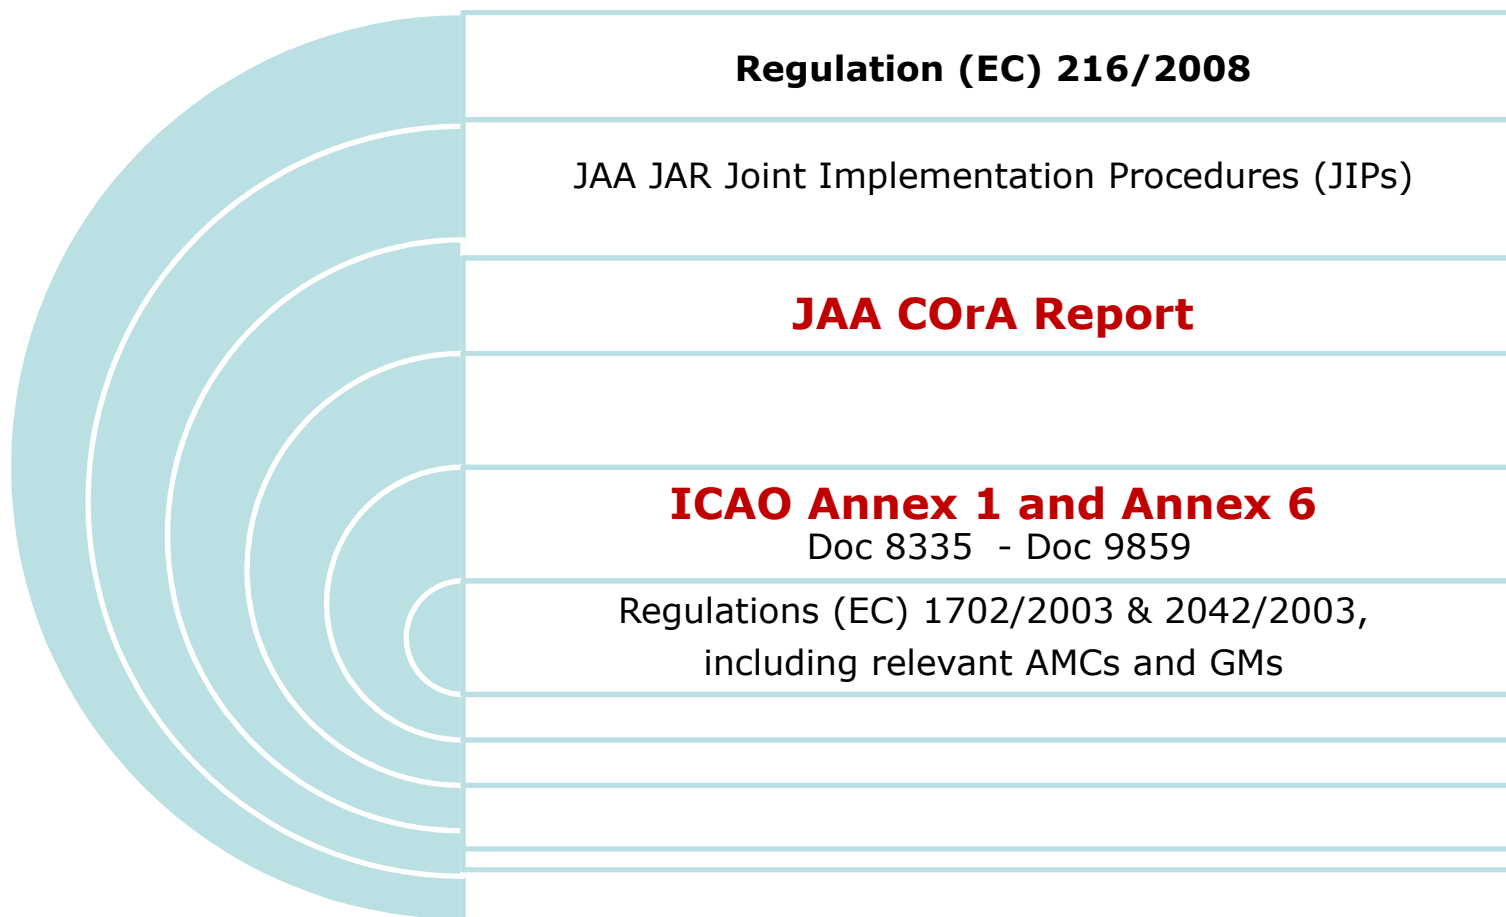 Regulation (EC) 216/2008
JAA JAR Joint Implementation Procedures (JIPs)
JAA COrA Report
ICAO Annex 1 and Annex 6
Doc 8335 - Doc 9859
Regulations (EC) 1702/2003 & 2042/2003,
including relevant AMCs and GMs